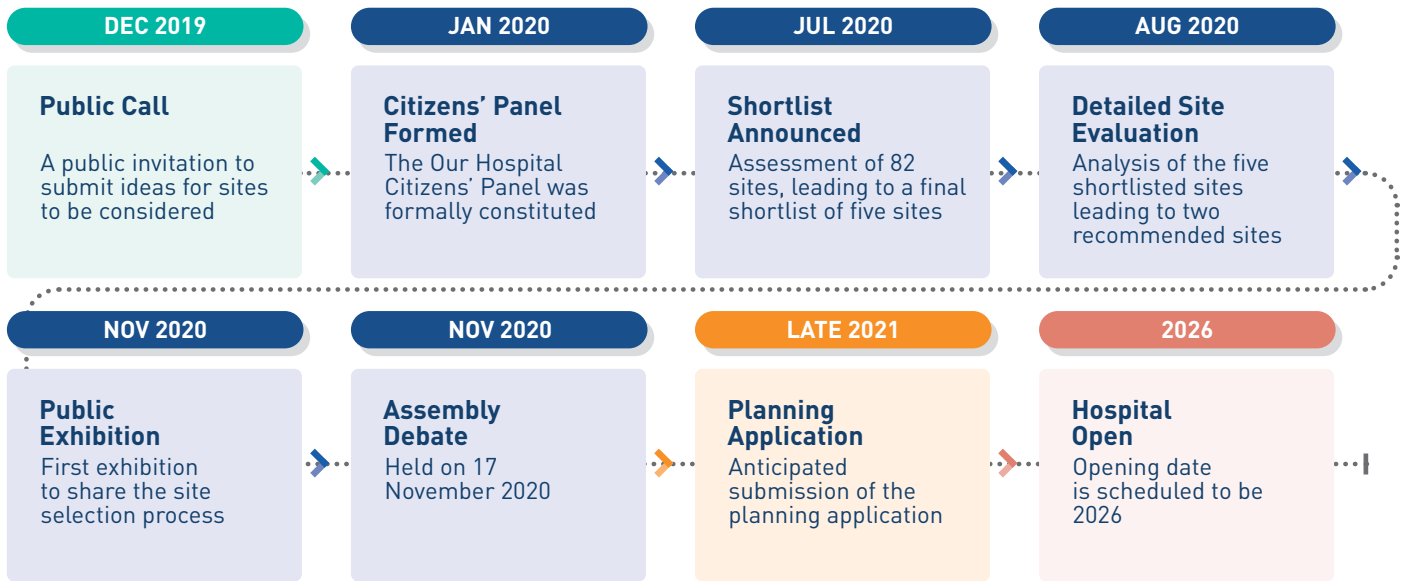 DEC 2019
Public Call
A public invitation to
submit ideas for sites
to be considered
JAN 2020
Citizens’ Panel
Formed
The Our Hospital
Citizens’ Panel was
formally constituted
JUL 2020
Shortlist
Announced
Assessment of 82
sites, leading to a final
shortlist of five sites
AUG 2020
Detailed Site
Evaluation
Analysis of the five
shortlisted sites
leading to two
recommended sites
NOV 2020
Public
Exhibition
First exhibition
to share the site
selection process
NOV 2020
Assembly
Debate
Held on 17
November 2020
LATE 2021
Planning
Application
Anticipated
submission of the
planning application
2026
Hospital
Open
Opening date
is scheduled to be
2026